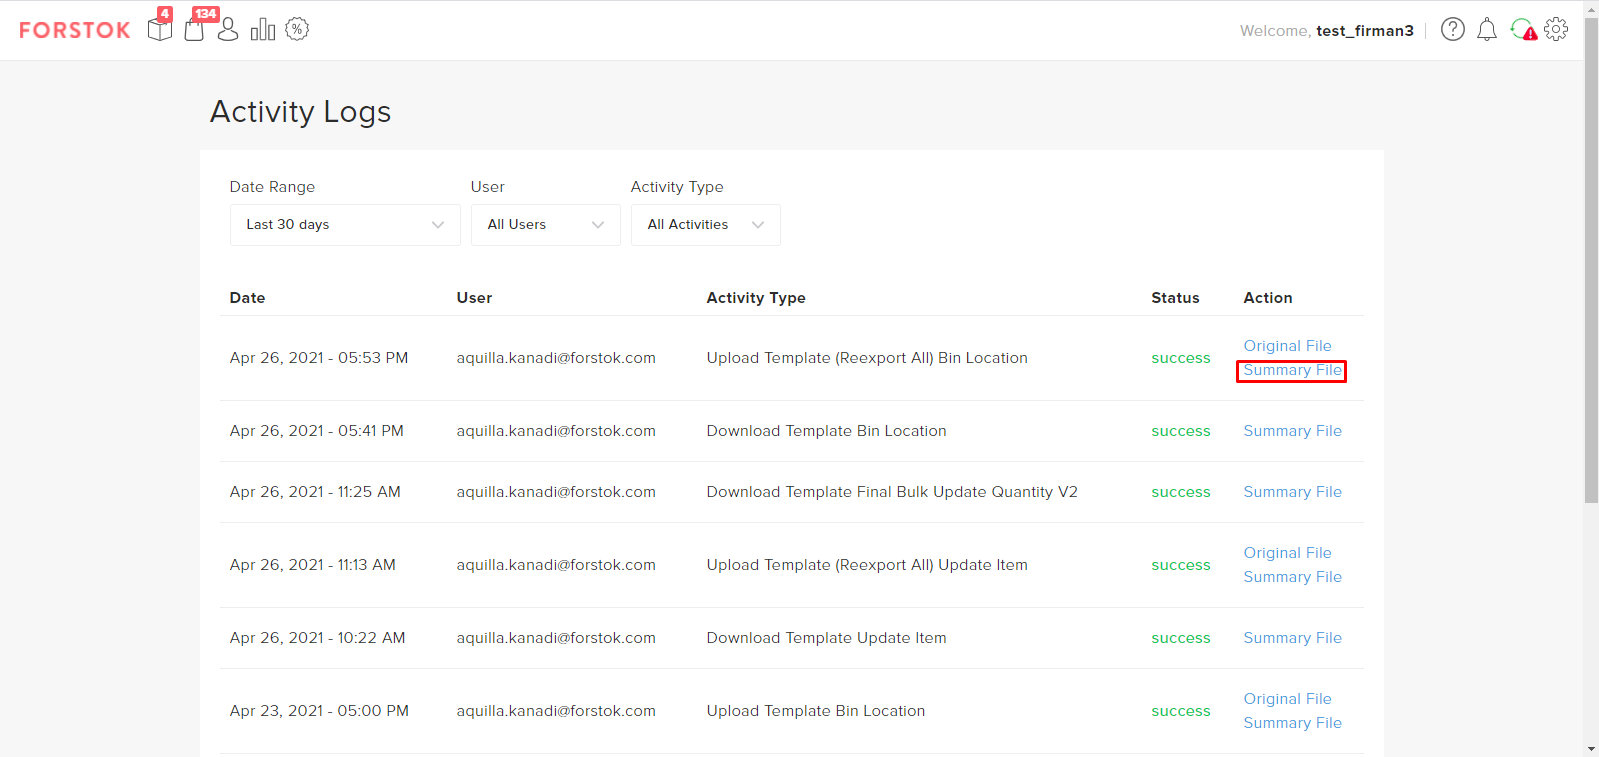 FORSTOK
4
134
%
Welcome, test_firman3
?
Activity Logs
Date Range
User
Activity Type
Last 30 days
All Users
All Activities
Date User Activity Type Status Action
Apr 26, 2021 - 05:53 PM aquilla.kanadi@forstok.com Upload Template (Reexport All) Bin Location success Original File
Summary File
Apr 26, 2021 - 05:41 PM aquilla.kanadi@forstok.com Download Template Bin Location success Summary File
Apr 26, 2021 - 11:25 AM aquilla.kanadi@forstok.com Download Template Final Bulk Update Quantity V2 success Summary File
Apr 26, 2021 - 11:13 AM aquilla.kanadi@forstok.com Upload Template (Reexport All) Update Item success Original File
Summary File
Apr 26, 2021 - 10:22 AM aquilla.kanadi@forstok.com Download Template Update Item success Summary File
Apr 23, 2021 - 05:00 PM aquilla.kanadi@forstok.com Upload Template Bin Location success Original File
Summary File